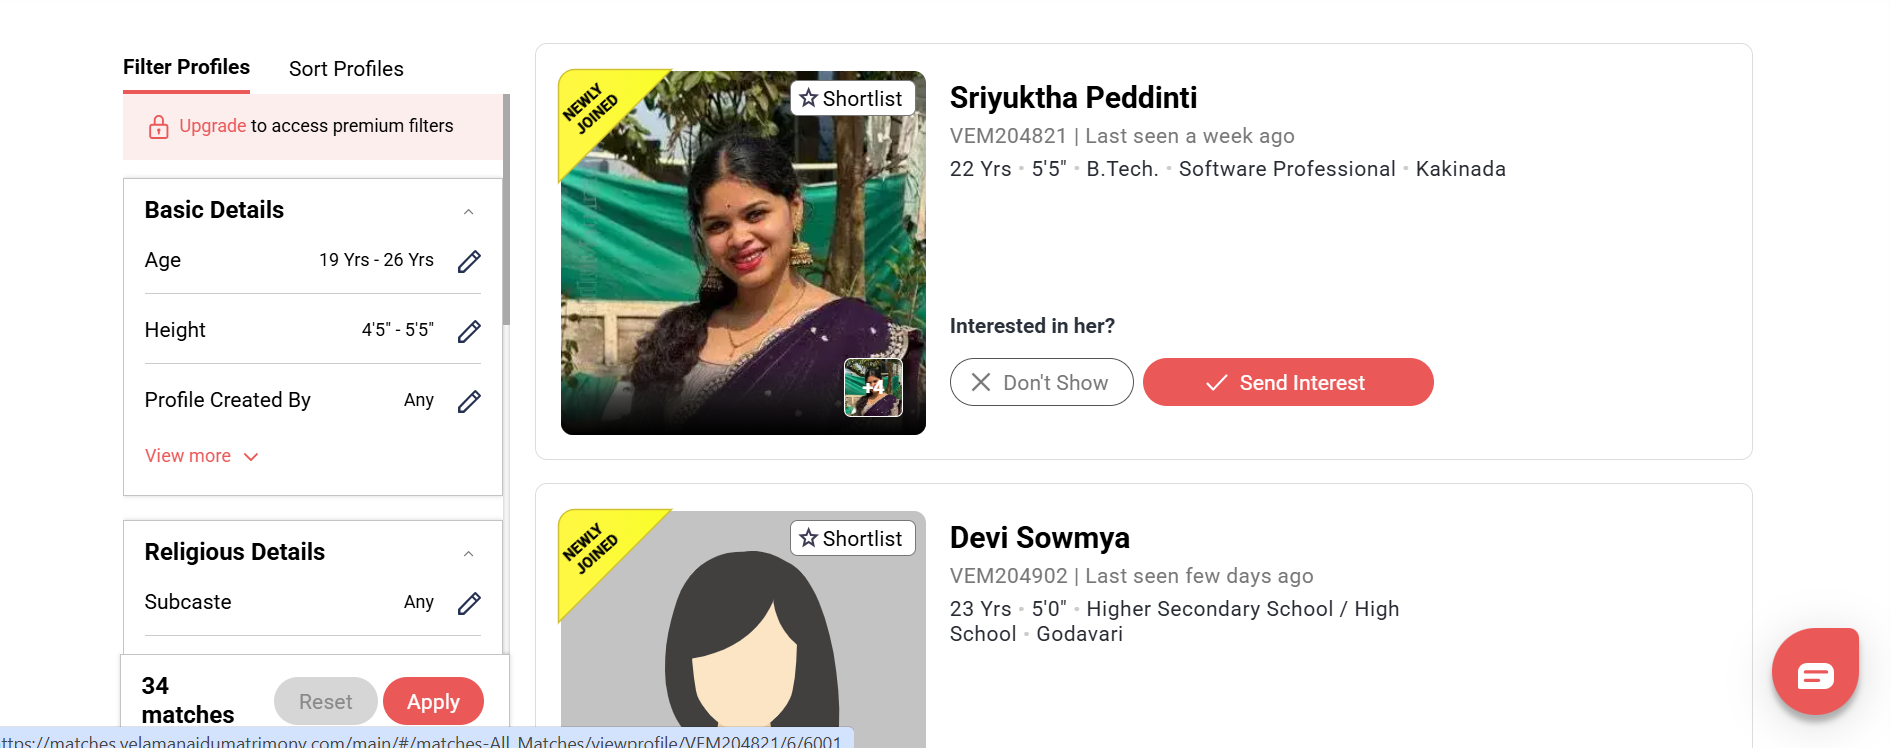 Filter Profiles
Sort Profiles
Upgrade to access premium filters
Basic Details
Age 19 Yrs - 26 Yrs
Height 4'5" - 5'5"
Profile Created By Any
View more
Religious Details
Subcaste Any
34
matches
Reset
Apply
NEWLY
JOINED
Shortlist
+4
Sriyuktha Peddinti
VEM204821 | Last seen a week ago
22 Yrs • 5'5" • B.Tech. • Software Professional • Kakinada
Interested in her?
Don't Show
Send Interest
NEWLY
JOINED
Shortlist
Devi Sowmya
VEM204902 | Last seen few days ago
23 Yrs • 5'0" • Higher Secondary School / High
School • Godavari
ttps://matches.velamanaidumatrimony.com/main/#/matches-All_Matches/viewprofile/VEM204821/6/6001